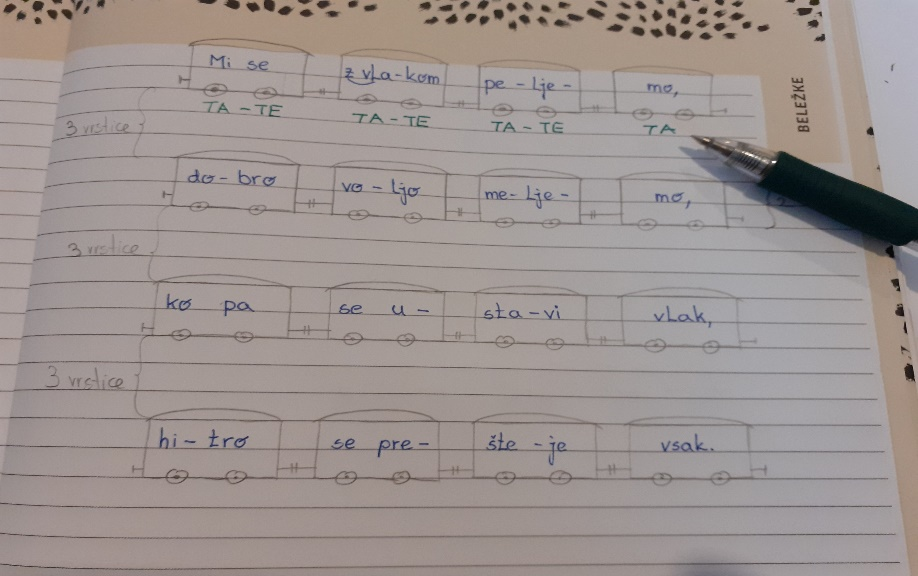 Mi se z vla-kom pe-lje- mo,
TA-TE TA-TE TA-TE TA
3 vrstice
BELEŽKE
do-bro vo-ljo me-lje- mo,
3 vrstice
ko pa se u- sta-vi vlak,
3 vrstice
hi-tro se pre- šte-je vsak.